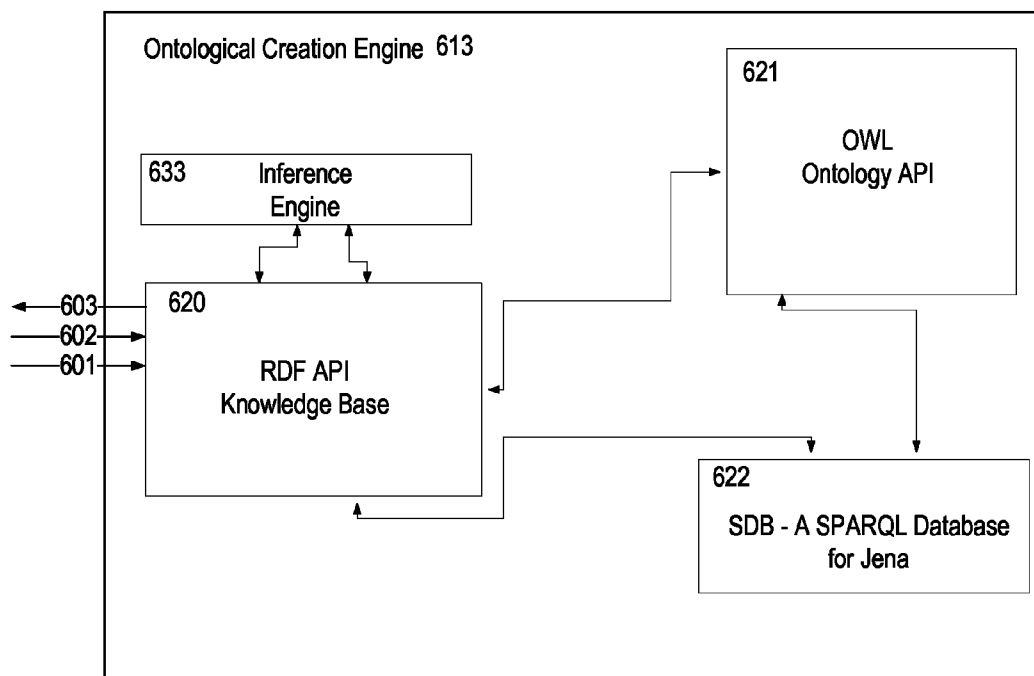 Ontological Creation Engine 613
621
OWL
Ontology API
633
Inference
Engine
603
602
601
620
RDF API
Knowledge Base
622
SDB - A SPARQL Database
for Jena